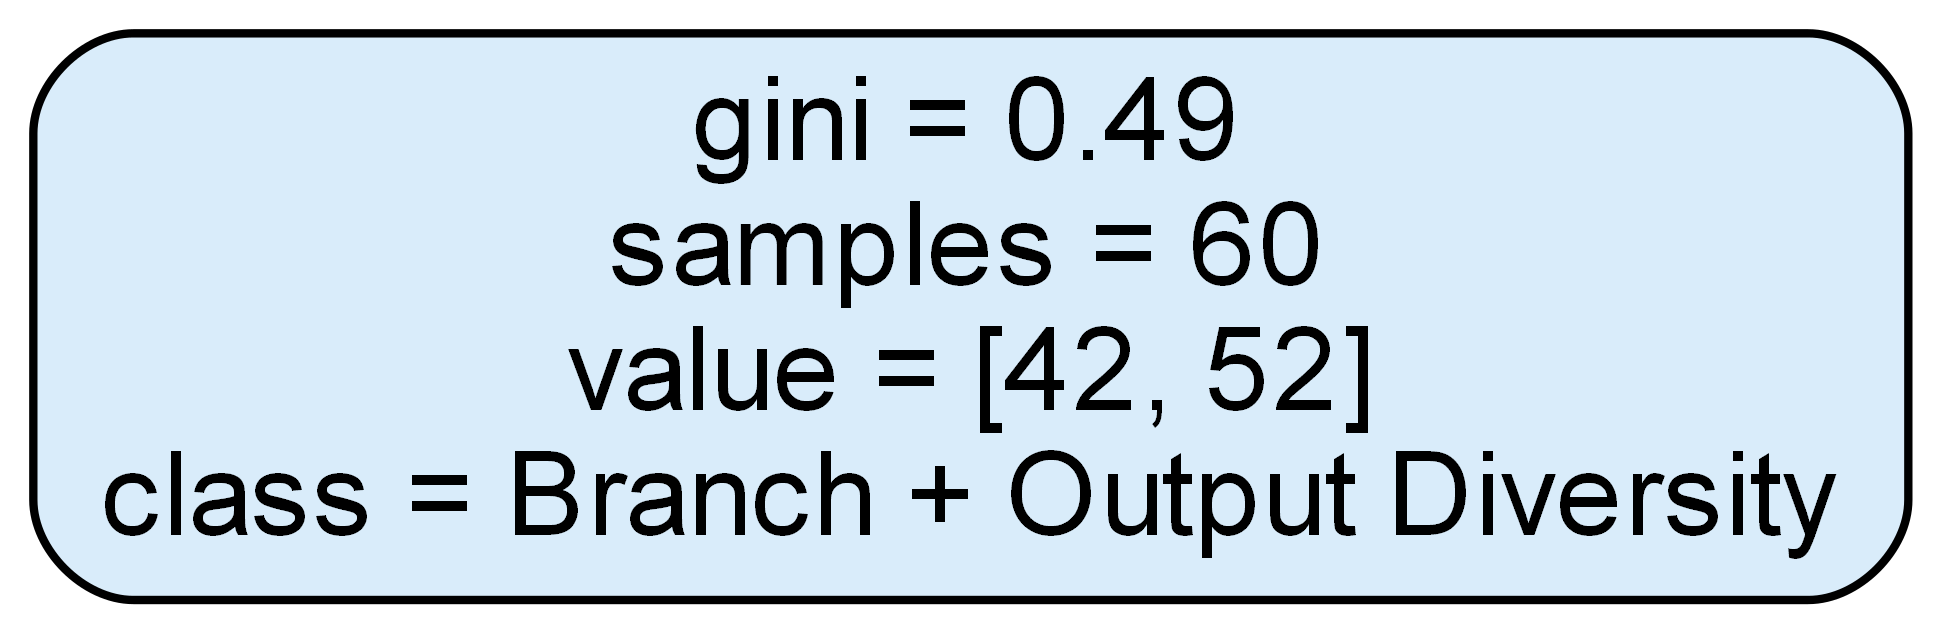 gini = 0.49
samples = 60
value = [42, 52]
class = Branch + Output Diversity